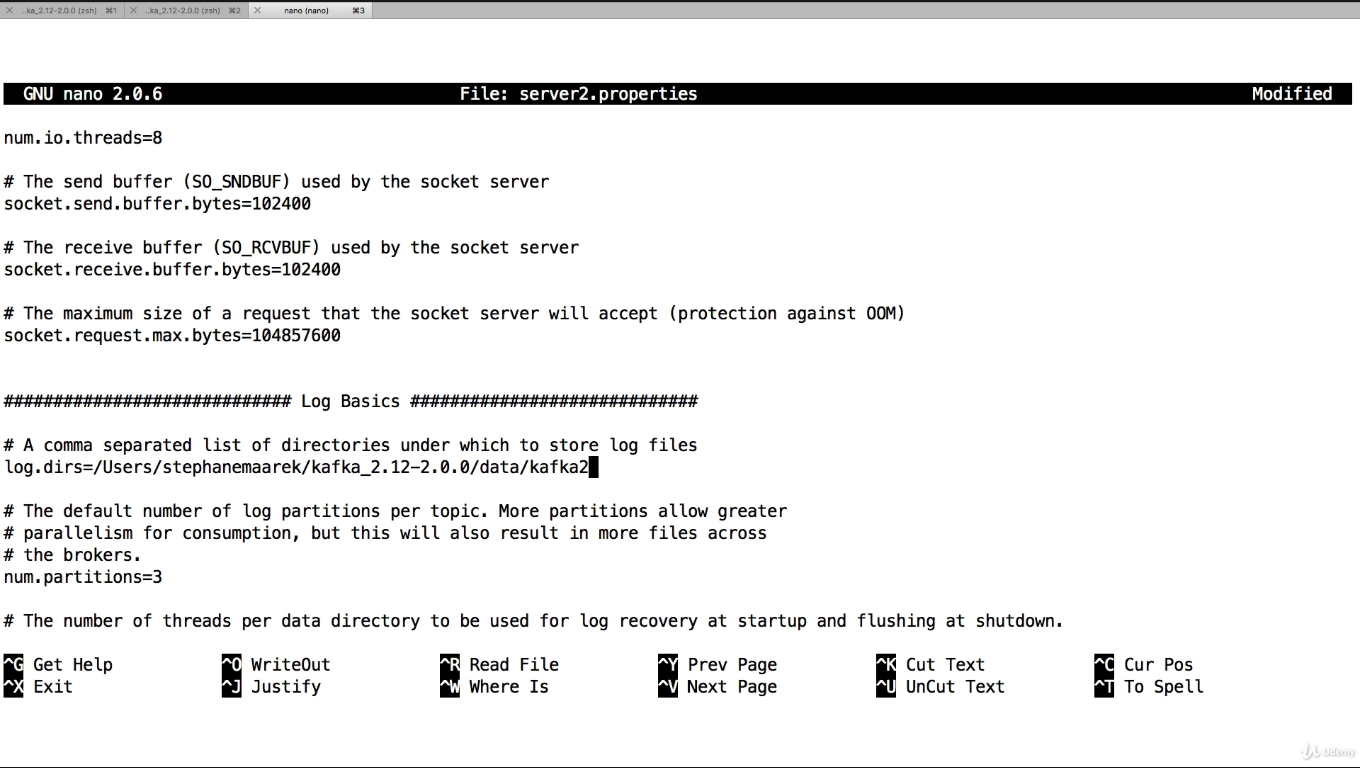 ..ka_2.12-2.0.0 (zsh) ⌘1 ..ka_2.12-2.0.0 (zsh) ⌘2 nano (nano) ⌘3
GNU nano 2.0.6 File: server2.properties Modified
num.io.threads=8
# The send buffer (SO_SNDBUF) used by the socket server
socket.send.buffer.bytes=102400
# The receive buffer (SO_RCVBUF) used by the socket server
socket.receive.buffer.bytes=102400
# The maximum size of a request that the socket server will accept (protection against OOM)
socket.request.max.bytes=104857600
############################# Log Basics #############################
# A comma separated list of directories under which to store log files
log.dirs=/Users/stephanemaarek/kafka_2.12-2.0.0/data/kafka2
# The default number of log partitions per topic. More partitions allow greater
# parallelism for consumption, but this will also result in more files across
# the brokers.
num.partitions=3
# The number of threads per data directory to be used for log recovery at startup and flushing at shutdown.
^G Get Help ^O WriteOut ^R Read File ^Y Prev Page ^K Cut Text ^C Cur Pos
^X Exit ^J Justify ^W Where Is ^V Next Page ^U UnCut Text ^T To Spell
Udemy